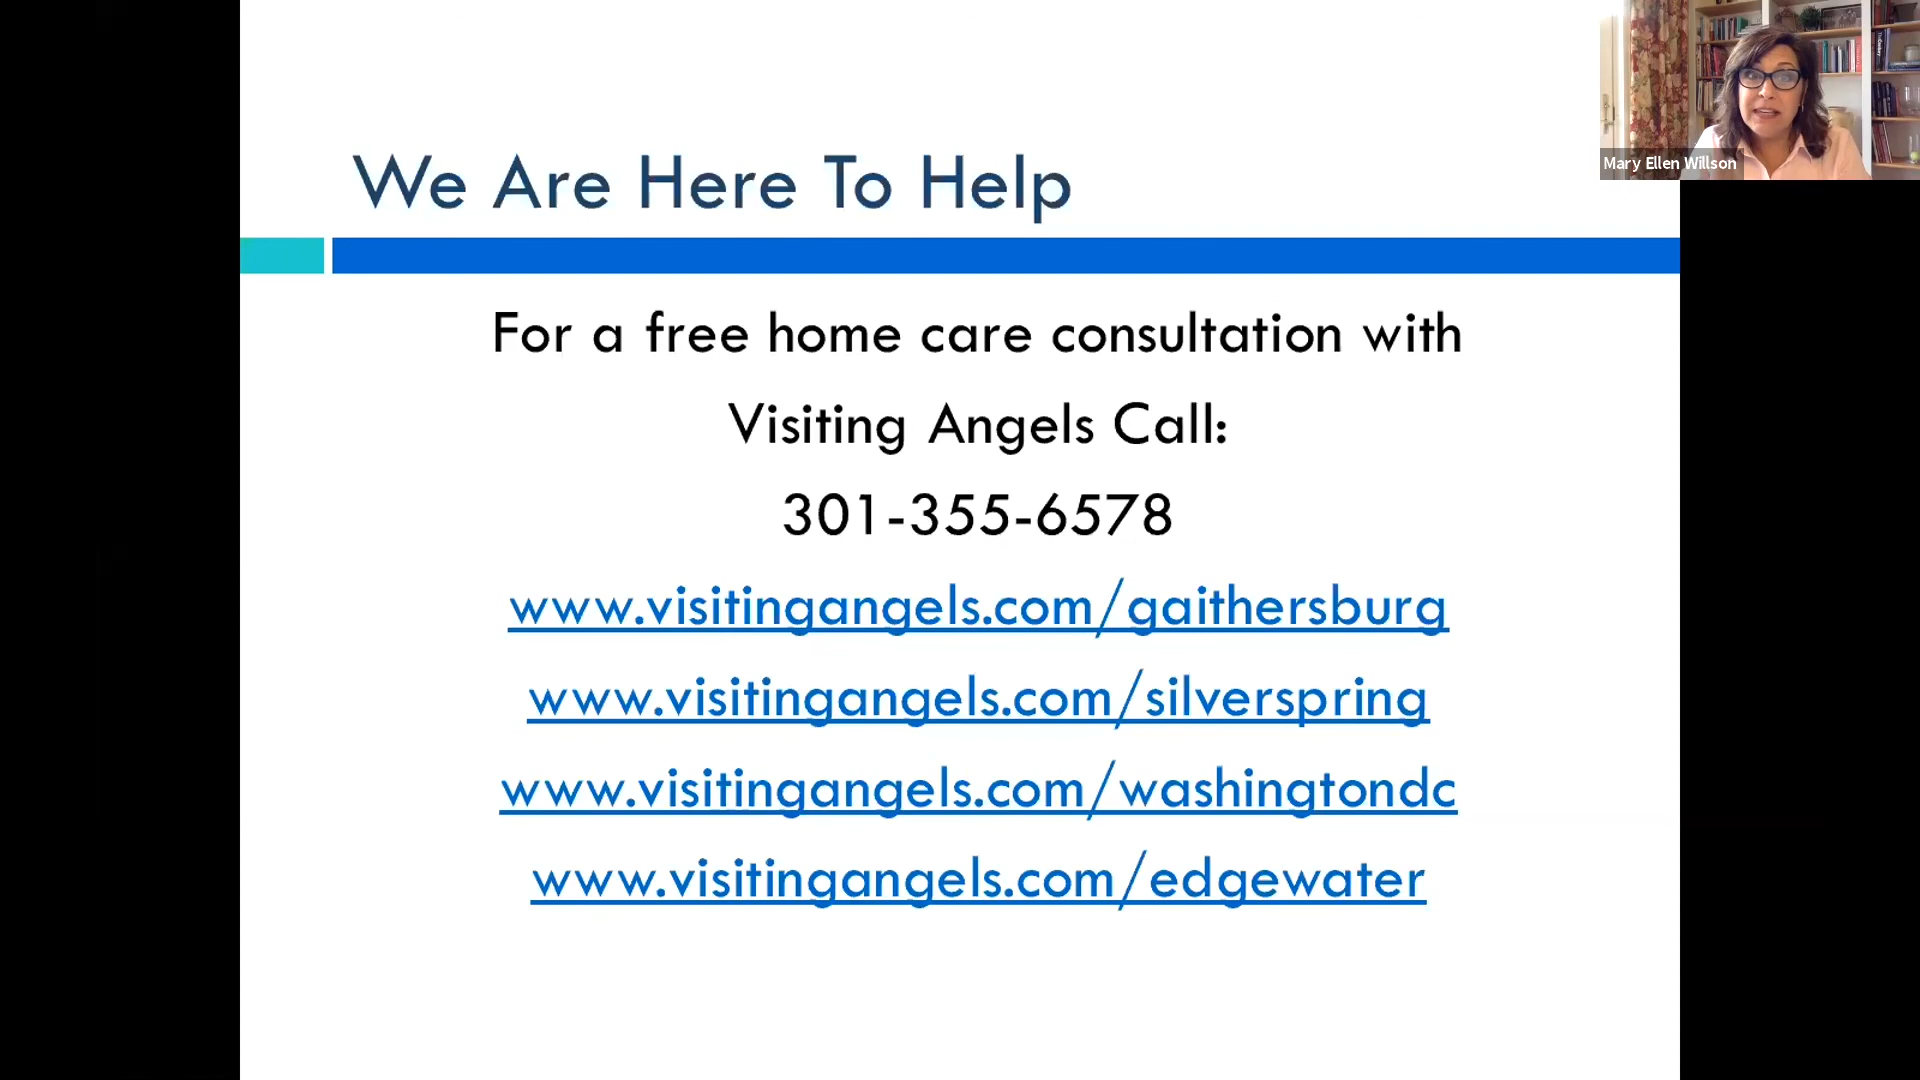 We Are Here To Help
Mary Ellen Willson
For a free home care consultation with
Visiting Angels Call:
301-355-6578
www.visitingangels.com/gaithersburg
www.visitingangels.com/silverspring
www.visitingangels.com/washingtondc
www.visitingangels.com/edgewater